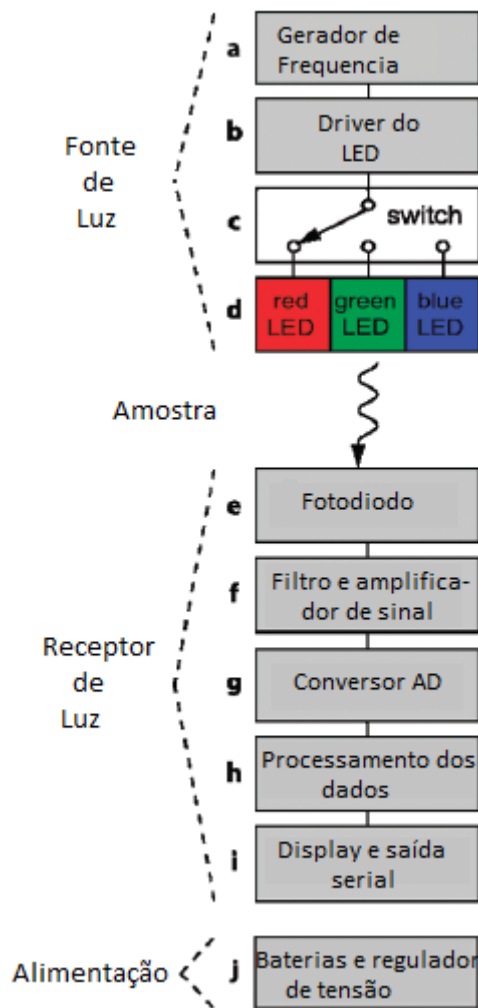 Fonte
de
Luz
a
Gerador de
Frequencia
b
Driver do
LED
c
switch
d
red
LED
green
LED
blue
LED
Amostra
Receptor
de
Luz
e
Fotodiodo
f
Filtro e amplifica-
dor de sinal
g
Conversor AD
h
Processamento dos
dados
i
Display e saída
serial
Alimentação
j
Baterias e regulador
de tensão